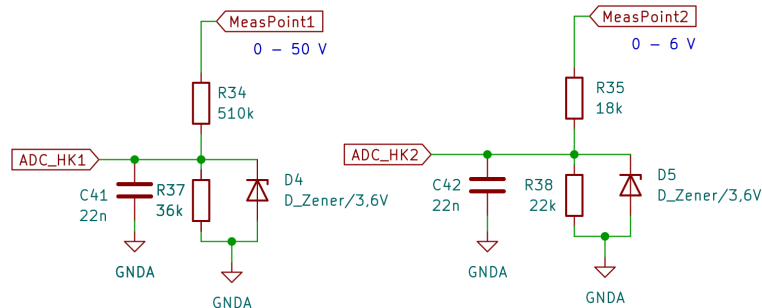 MeasPoint1
0 – 50 V
R34
510k
ADC_HK1
C41
22n
R37
36k
D4
D_Zener/3,6V
GNDA
GNDA
MeasPoint2
0 – 6 V
R35
18k
ADC_HK2
C42
22n
R38
22k
D5
D_Zener/3,6V
GNDA
GNDA